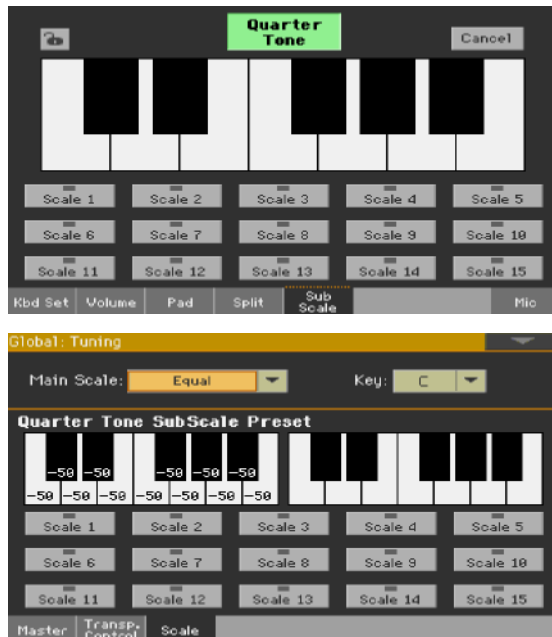 Quarter
Tone
Cancel
Scale 1 Scale 2 Scale 3 Scale 4 Scale 5
Scale 6 Scale 7 Scale 8 Scale 9 Scale 10
Scale 11 Scale 12 Scale 13 Scale 14 Scale 15
Kbd Set Volume Pad Split Sub Scale Mic
Global: Tuning
Main Scale: Equal Key: C
Quarter Tone SubScale Preset
-50 -50 -50 -50 -50
-50 -50 -50 -50 -50 -50 -50
Scale 1 Scale 2 Scale 3 Scale 4 Scale 5
Scale 6 Scale 7 Scale 8 Scale 9 Scale 10
Scale 11 Scale 12 Scale 13 Scale 14 Scale 15
Master Transp. Control Scale